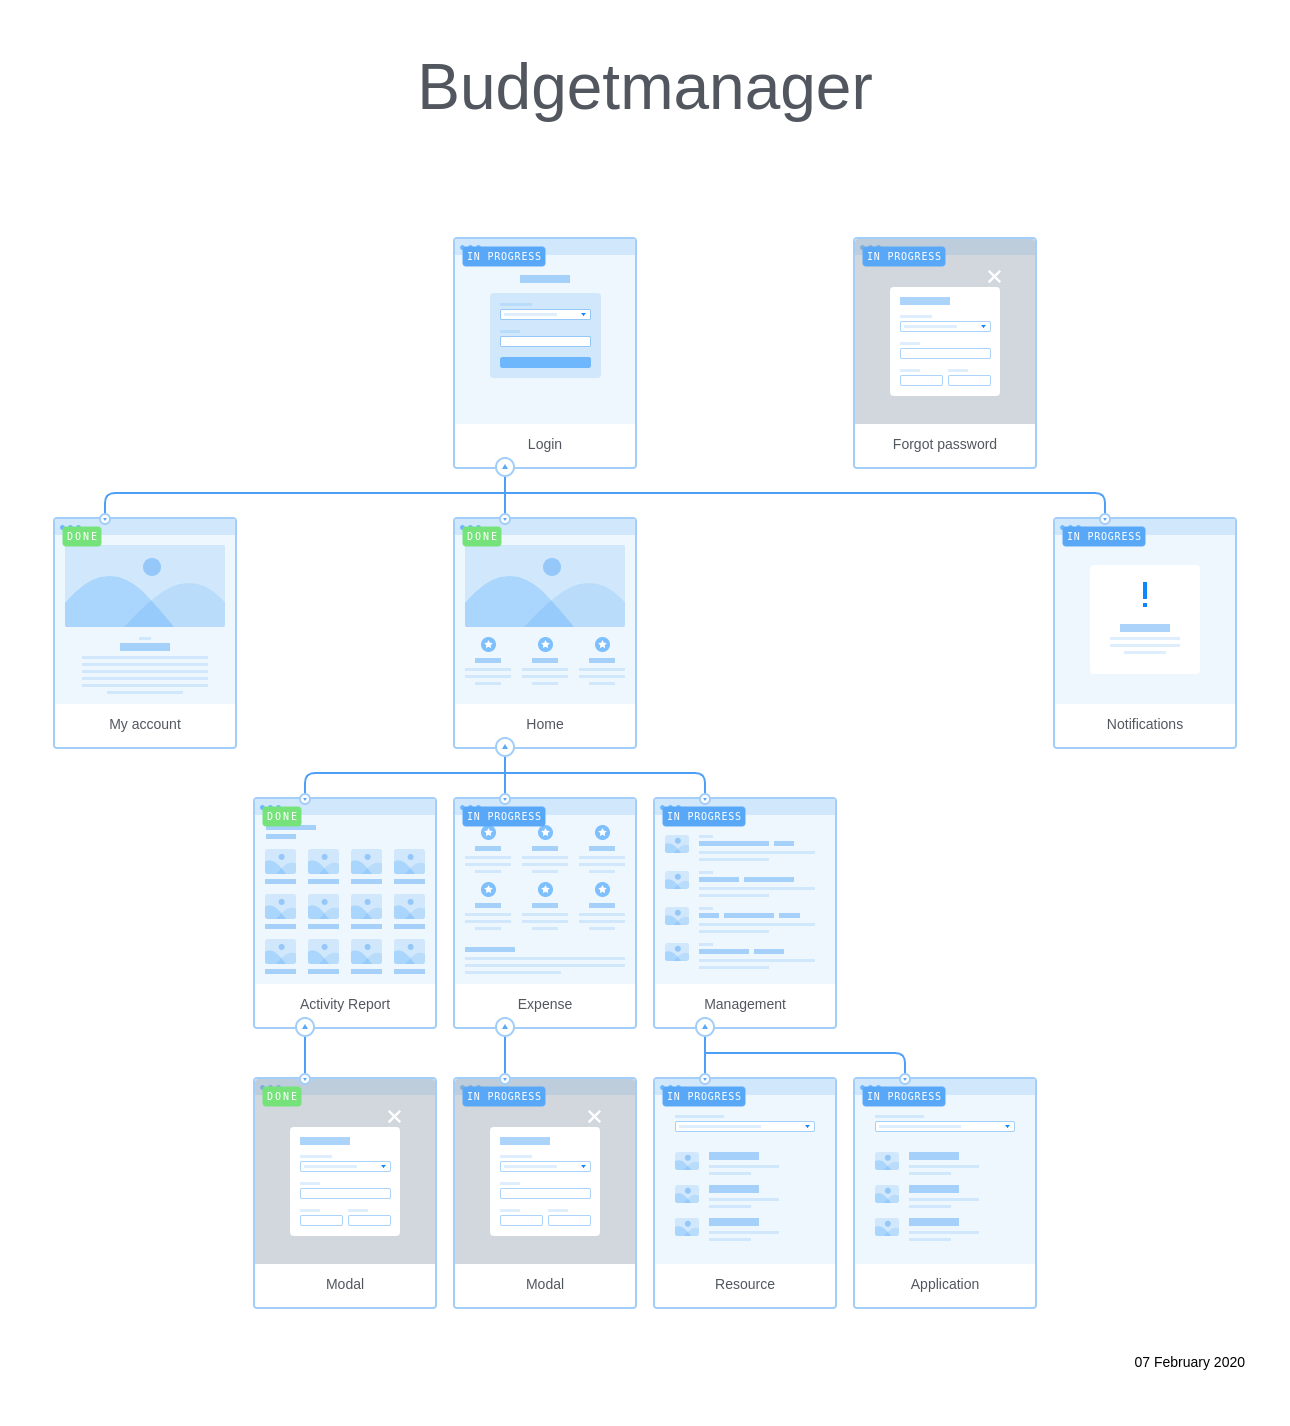 Budgetmanager
IN PROGRESS
IN PROGRESS
Login
Forgot password
DONE
DONE
IN PROGRESS
My account
Home
Notifications
DONE
IN PROGRESS
IN PROGRESS
Activity Report
Expense
Management
DONE
IN PROGRESS
IN PROGRESS
IN PROGRESS
Modal
Modal
Resource
Application
07 February 2020